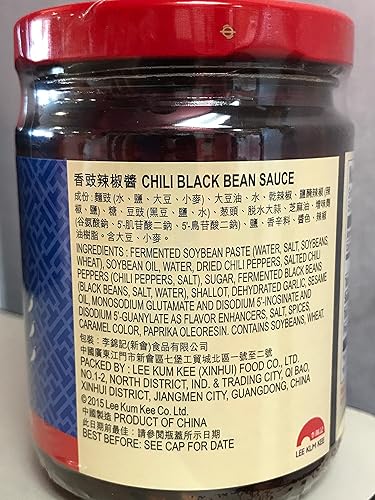 香豉辣椒醬 CHILI BLACK BEAN SAUCE
成份：麵豉（水、鹽、大豆、小麥）、大豆油、水、乾辣椒、鹽醃辣椒（辣
椒、鹽）、糖、豆豉（黑豆、鹽、水）、葱頭、脱水大蒜、芝麻油、增味劑
（谷氨酸鈉、5'-肌苷酸二鈉、5'-鳥苷酸二鈉）、鹽、香辛料、醬色、辣椒
油樹脂。含大豆、小麥。
INGREDIENTS : FERMENTED SOYBEAN PASTE (WATER, SALT, SOYBEANS,
WHEAT), SOYBEAN OIL, WATER, DRIED CHILI PEPPERS, SALTED CHILI
PEPPERS (CHILI PEPPERS, SALT), SUGAR, FERMENTED BLACK BEANS
(BLACK BEANS, SALT, WATER), SHALLOT, DEHYDRATED GARLIC, SESAME
OIL, MONOSODIUM GLUTAMATE AND DISODIUM 5'-INOSINATE AND
DISODIUM 5'-GUANYLATE AS FLAVOR ENHANCERS, SALT, SPICES,
CARAMEL COLOR, PAPRIKA OLEORESIN. CONTAINS SOYBEANS, WHEAT.
包裝：李錦記(新會)食品有限公司
中國廣東江門市新會區七堡工貿城北區一號至二號
PACKED BY : LEE KUM KEE (XINHUI) FOOD CO., LTD.
NO.1-2, NORTH DISTRICT, IND. & TRADING CITY, QI BAO,
XINHUI DISTRICT, JIANGMEN CITY, GUANGDONG, CHINA
© 2015 Lee Kum Kee Co. Ltd.
中國製造 PRODUCT OF CHINA
此日期前最佳：請參閱瓶蓋所示日期
BEST BEFORE: SEE CAP FOR DATE
LEE KUM KEE